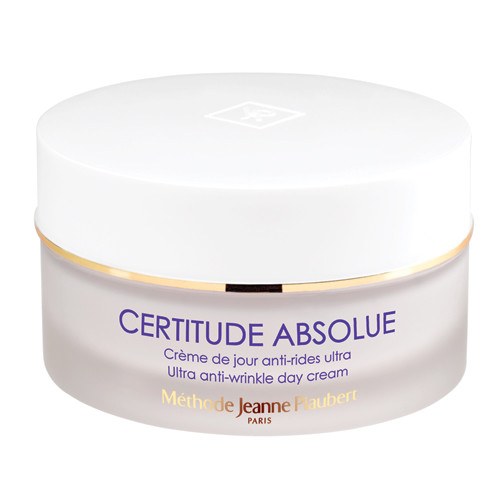 CERTITUDE ABSOLUE
Crème de jour anti-rides ultra
Ultra anti-wrinkle day cream
Méthode Jeanne Piaubert
PARIS